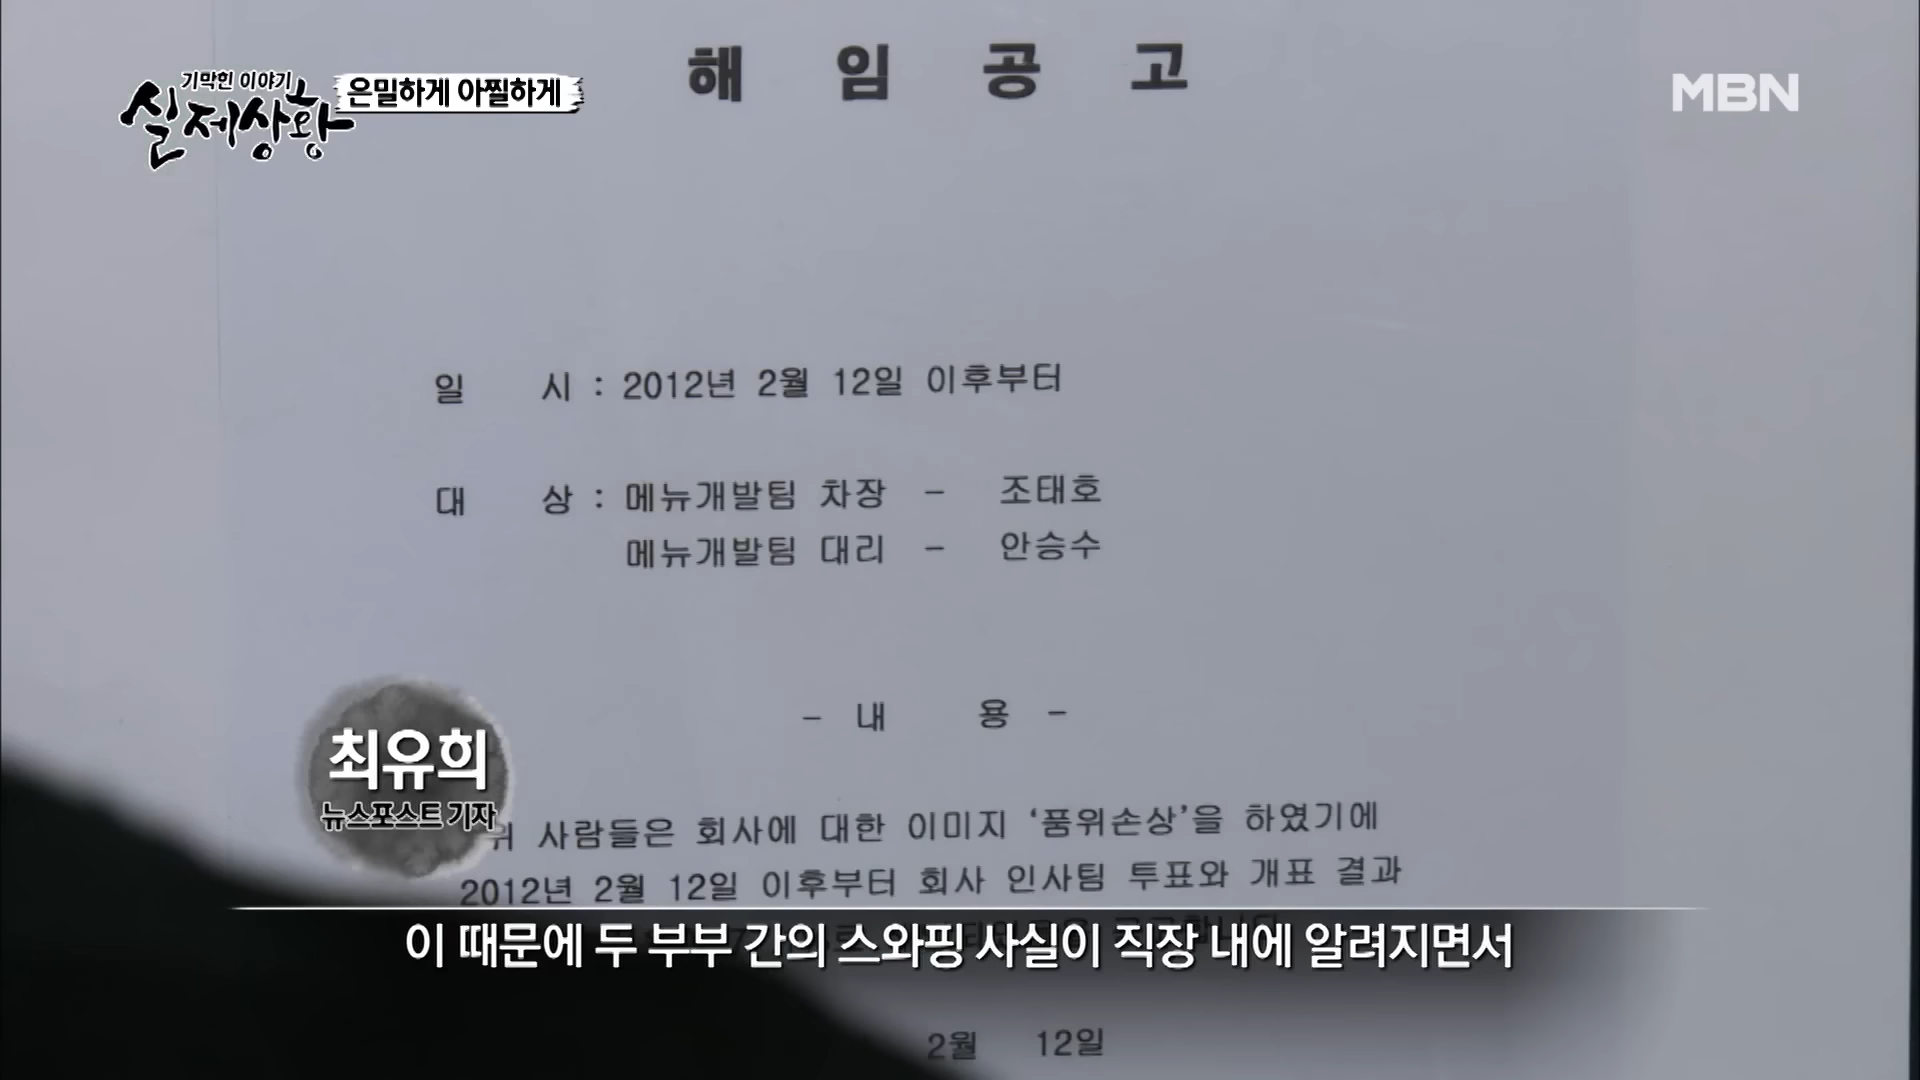 해 임 공 고
기막힌 이야기
실제상황
은밀하게 아찔하게
MBN
일 시 : 2012년 2월 12일 이후부터
대 상 : 메뉴개발팀 차장 - 조태호
메뉴개발팀 대리 - 안승수
- 내 용 -
최유희
뉴스포스트 기자
위 사람들은 회사에 대한 이미지 '품위손상'을 하였기에
2012년 2월 12일 이후부터 회사 인사팀 투표와 개표 결과
이 때문에 두 부부 간의 스와핑 사실이 직장 내에 알려지면서
2월 12일